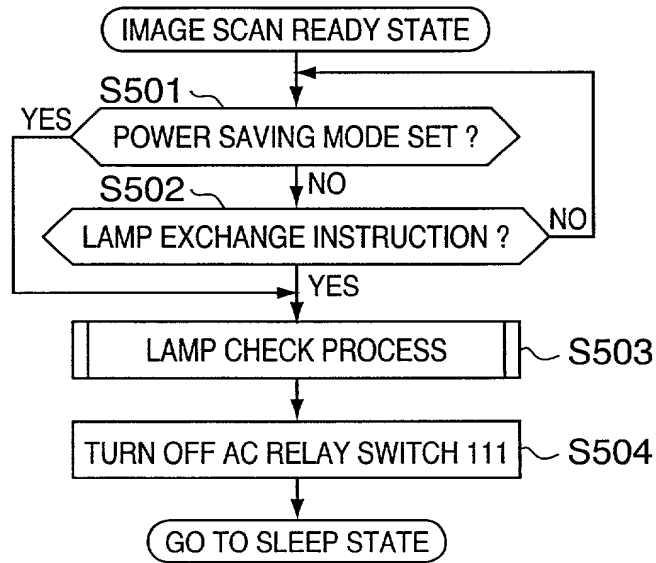 IMAGE SCAN READY STATE
S501
YES
POWER SAVING MODE SET ?
NO
S502
LAMP EXCHANGE INSTRUCTION ?
NO
YES
LAMP CHECK PROCESS
S503
TURN OFF AC RELAY SWITCH 111
S504
GO TO SLEEP STATE